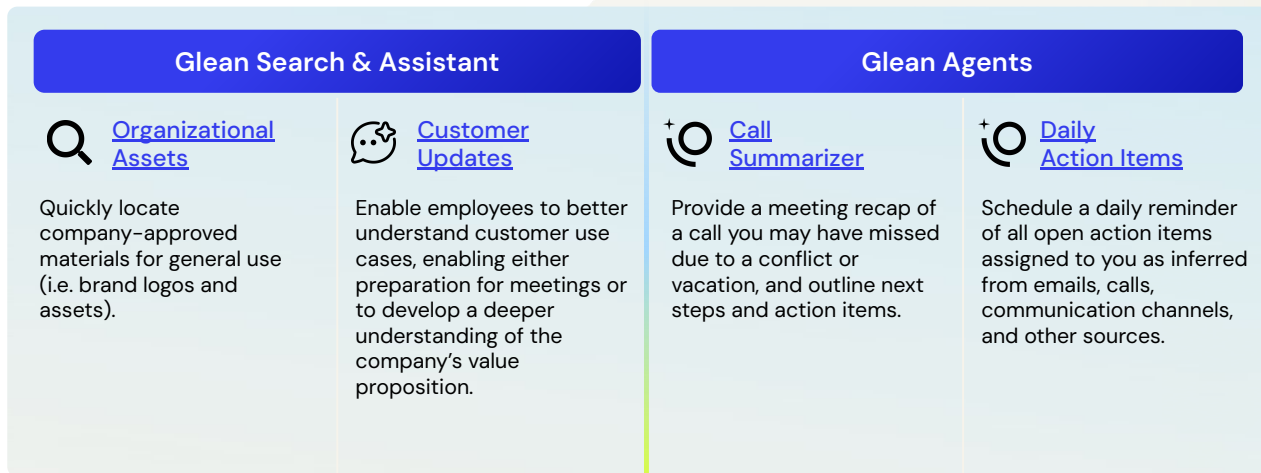 Glean Search & Assistant
Organizational
Assets
Quickly locate
company-approved
materials for general use
(i.e. brand logos and
assets).
Customer
Updates
Enable employees to better
understand customer use
cases, enabling either
preparation for meetings or
to develop a deeper
understanding of the
company’s value
proposition.
Glean Agents
Call
Summarizer
Provide a meeting recap of
a call you may have missed
due to a conflict or
vacation, and outline next
steps and action items.
Daily
Action Items
Schedule a daily reminder
of all open action items
assigned to you as inferred
from emails, calls,
communication channels,
and other sources.